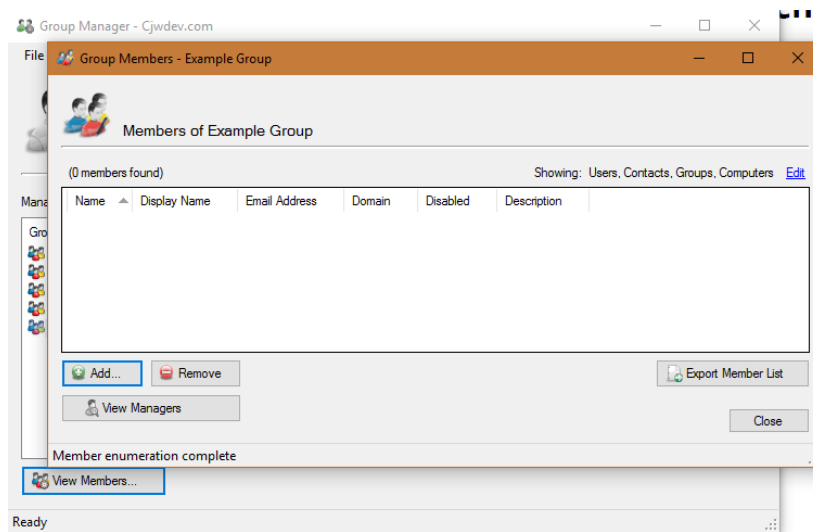 Group Manager - Cjwdev.com
File
Group Members - Example Group
Members of Example Group
(0 members found)
Showing: Users, Contacts, Groups, Computers Edit
Name Display Name Email Address Domain Disabled Description
Add... Remove Export Member List
View Managers
Close
Member enumeration complete
View Members...
Ready